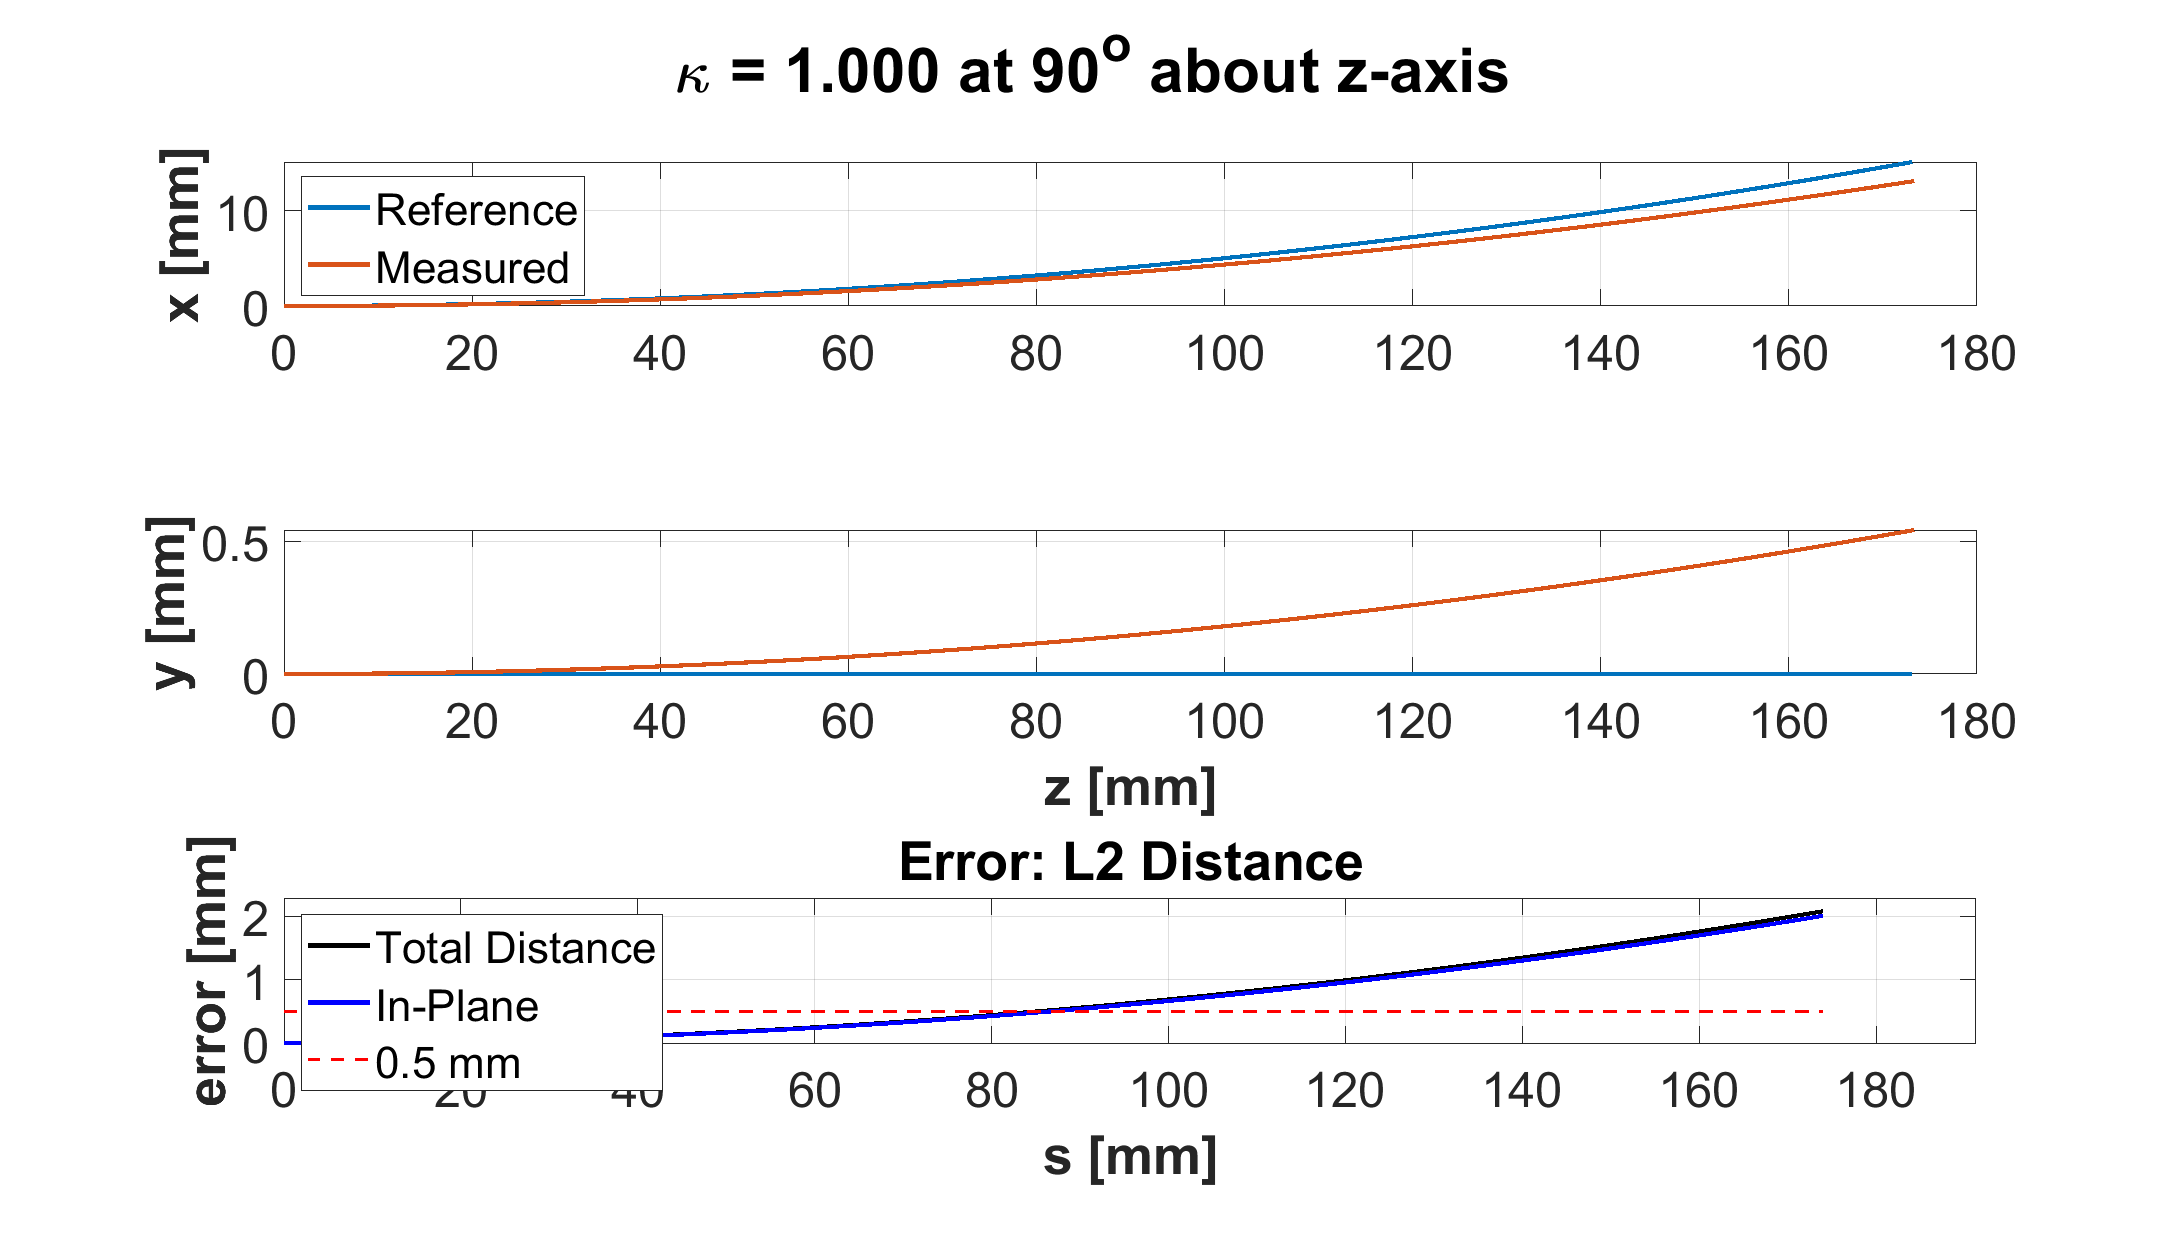 κ = 1.000 at 90° about z-axis
x [mm]
10
0
Reference
Measured
0 20 40 60 80 100 120 140 160 180
y [mm]
0.5
0
0 20 40 60 80 100 120 140 160 180
z [mm]
Error: L2 Distance
error [mm]
2
1
0
Total Distance
In-Plane
0.5 mm
0 20 40 60 80 100 120 140 160 180
s [mm]